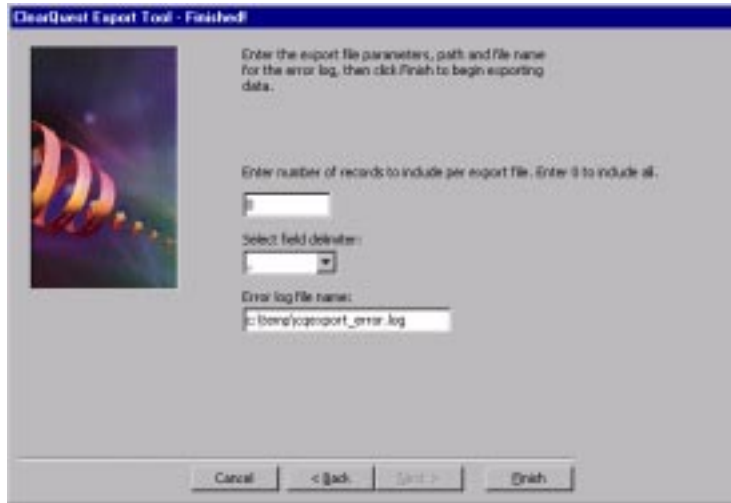 ClearQuest Export Tool - Finished!
Enter the export file parameters, path and file name
for the error log, then click Finish to begin exporting
data.
Enter number of records to include per export file. Enter 0 to include all.
0
Select field delimiter:
,
Error log file name:
c:\temp\cqexport_error.log
Cancel
< Back
Next >
Finish